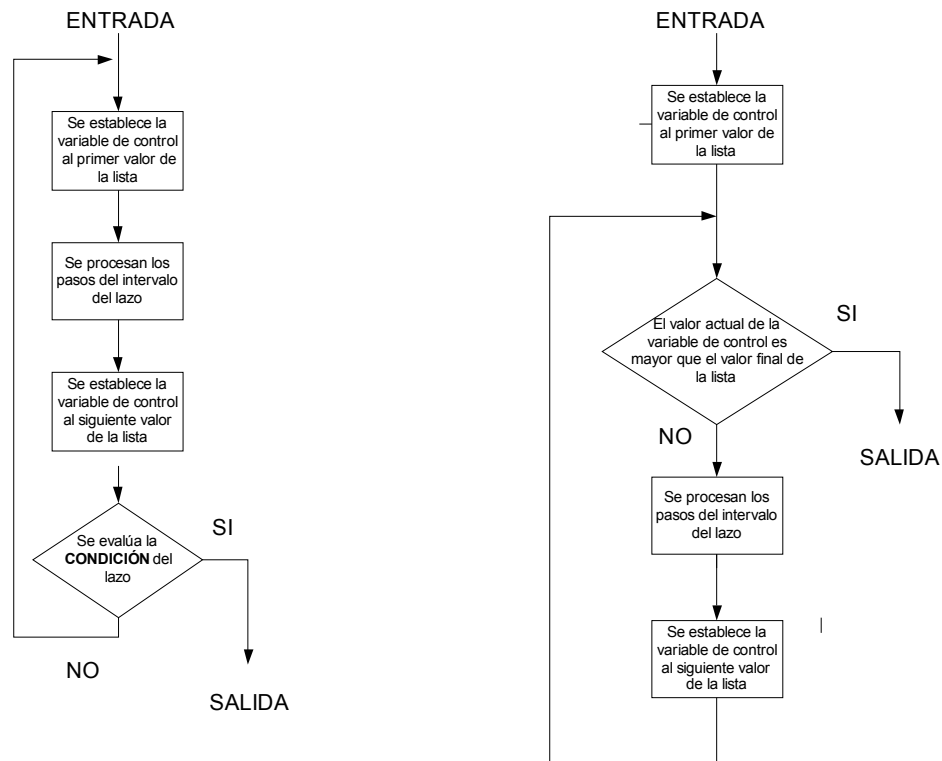 ENTRADA
Se establece la
variable de control
al primer valor de
la lista
Se procesan los
pasos del intervalo
del lazo
Se establece la
variable de control
al siguiente valor
de la lista
Se evalúa la
CONDICIÓN del
lazo
SI
NO
SALIDA
ENTRADA
Se establece la
variable de control
al primer valor de
la lista
El valor actual de la
variable de control es
mayor que el valor final de
la lista
SI
NO
SALIDA
Se procesan los
pasos del intervalo
del lazo
Se establece la
variable de control
al siguiente valor
de la lista